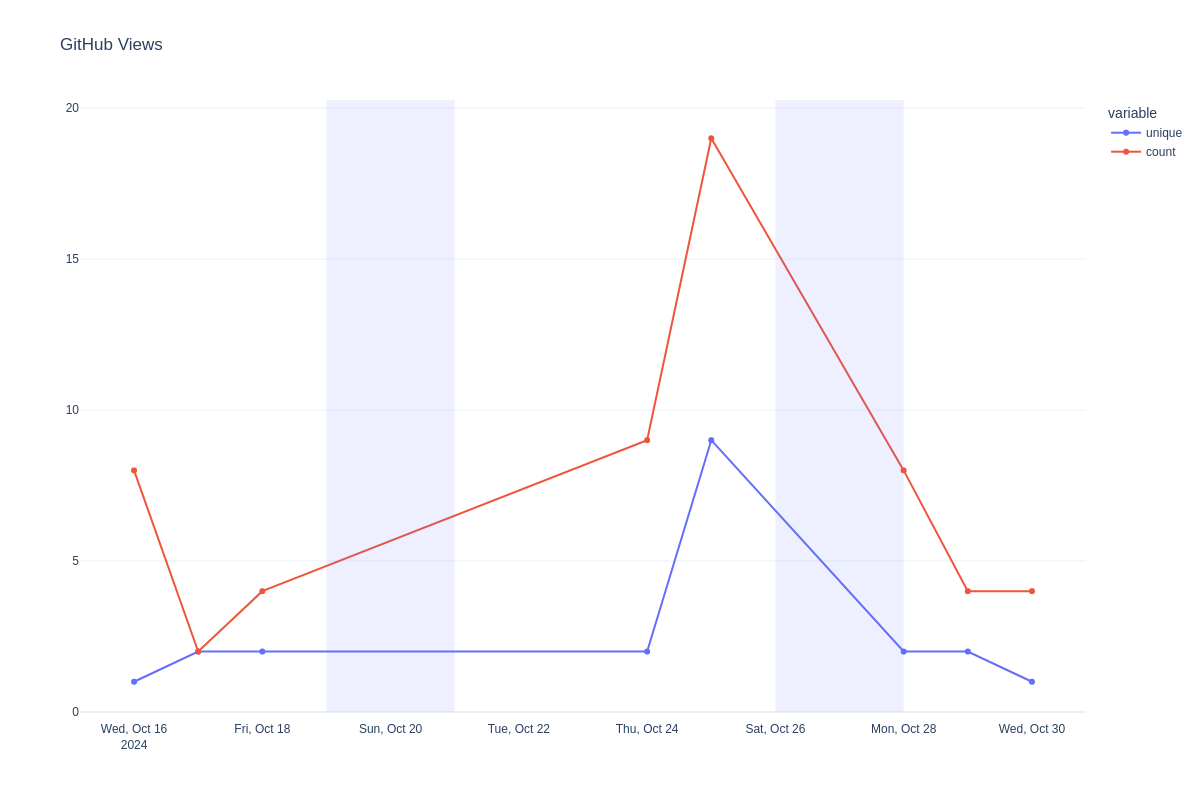 GitHub Views
20
15
10
5
0
variable
unique
count
Wed, Oct 16
2024
Fri, Oct 18
Sun, Oct 20
Tue, Oct 22
Thu, Oct 24
Sat, Oct 26
Mon, Oct 28
Wed, Oct 30